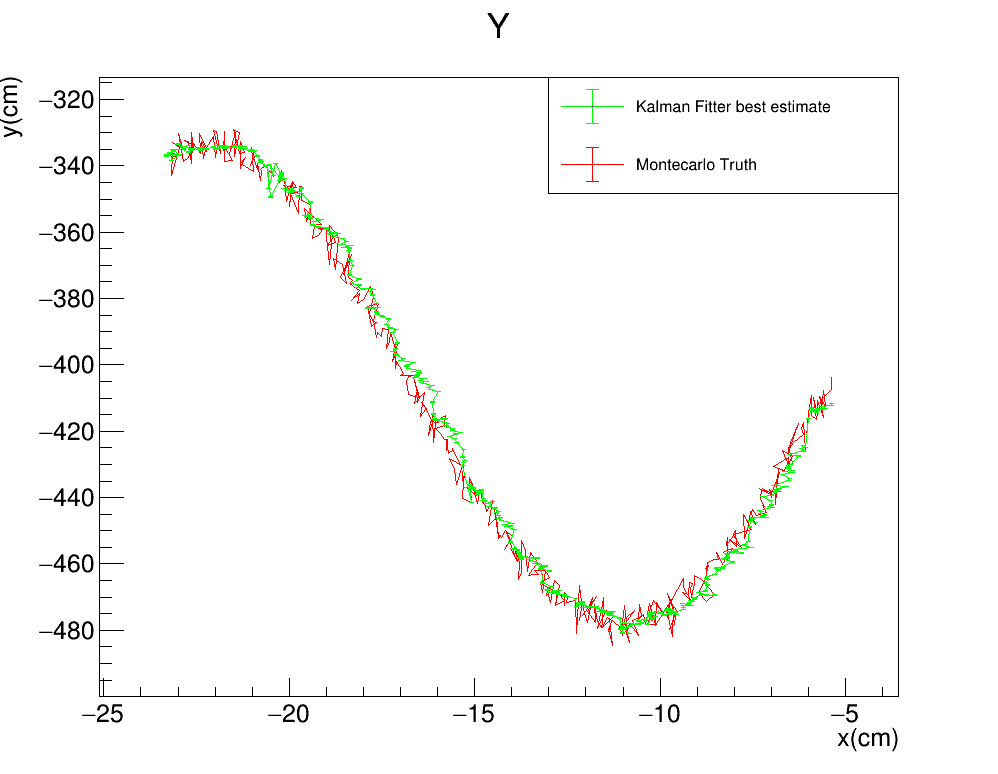 Y
y(cm)
Kalman Fitter best estimate
Montecarlo Truth
−320
−340
−360
−380
−400
−420
−440
−460
−480
−25 −20 −15 −10 −5
x(cm)